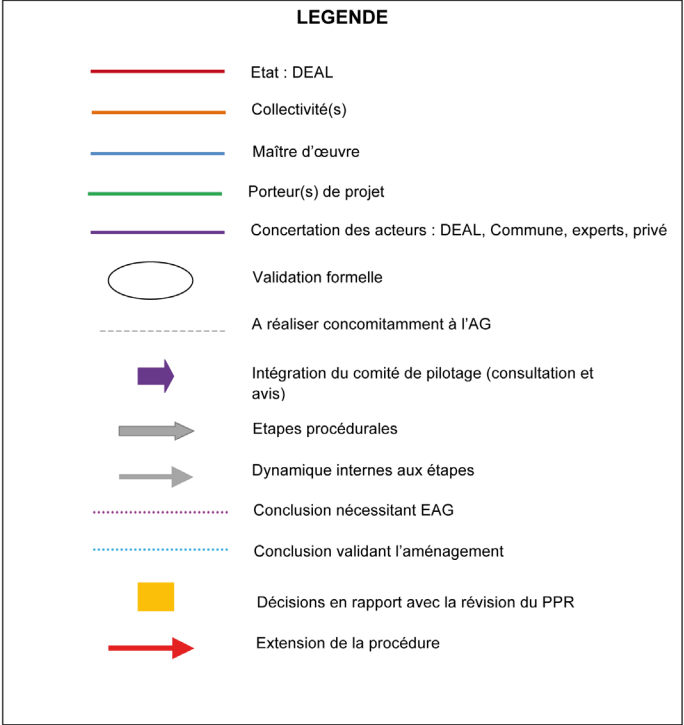 LEGENDE
Etat : DEAL
Collectivité(s)
Maître d’œuvre
Porteur(s) de projet
Concertation des acteurs : DEAL, Commune, experts, privé
Validation formelle
A réaliser concomitamment à l’AG
Intégration du comité de pilotage (consultation et
avis)
Etapes procédurales
Dynamique internes aux étapes
Conclusion nécessitant EAG
Conclusion validant l’aménagement
Décisions en rapport avec la révision du PPR
Extension de la procédure